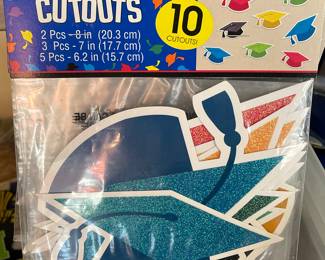 CUTOUTS
10
CUTOUTS!
2 Pcs - 8 in (20.3 cm)
3 Pcs - 7 in (17.7 cm)
5 Pcs - 6.2 in (15.7 cm)